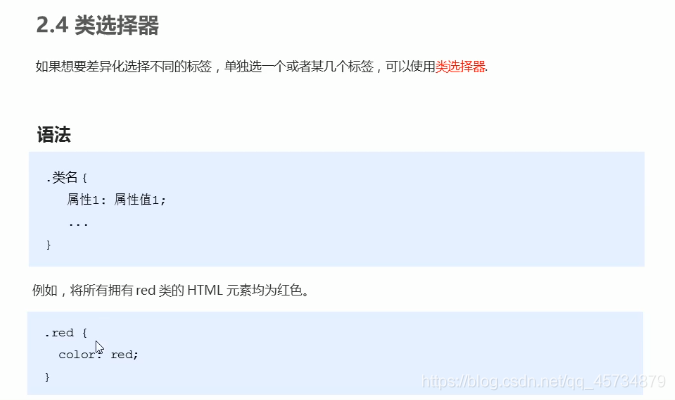 2.4 类选择器
如果想要差异化选择不同的标签，单独选一个或者某几个标签，可以使用类选择器.
语法
.类名 {
属性1: 属性值1;
...
}
例如，将所有拥有 red 类的 HTML 元素均为红色。
.red {
color: red;
}
https://blog.csdn.net/qq_45734879